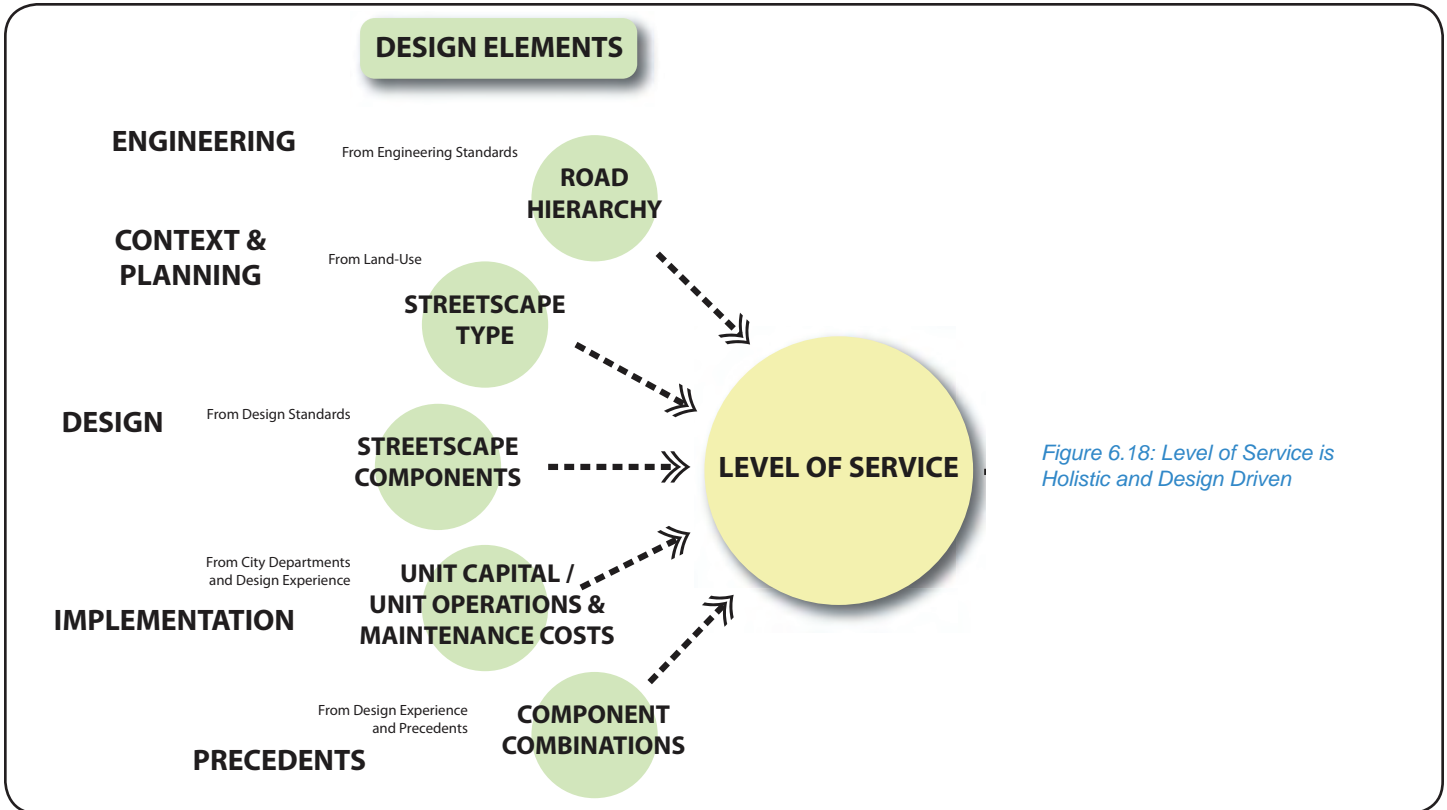 DESIGN ELEMENTS
ENGINEERING
From Engineering Standards
ROAD
HIERARCHY
CONTEXT &
PLANNING
From Land-Use
STREETSCAPE
TYPE
DESIGN
From Design Standards
STREETSCAPE
COMPONENTS
IMPLEMENTATION
From City Departments
and Design Experience
UNIT CAPITAL /
UNIT OPERATIONS &
MAINTENANCE COSTS
PRECEDENTS
From Design Experience
and Precedents
COMPONENT
COMBINATIONS
LEVEL OF SERVICE
Figure 6.18: Level of Service is
Holistic and Design Driven